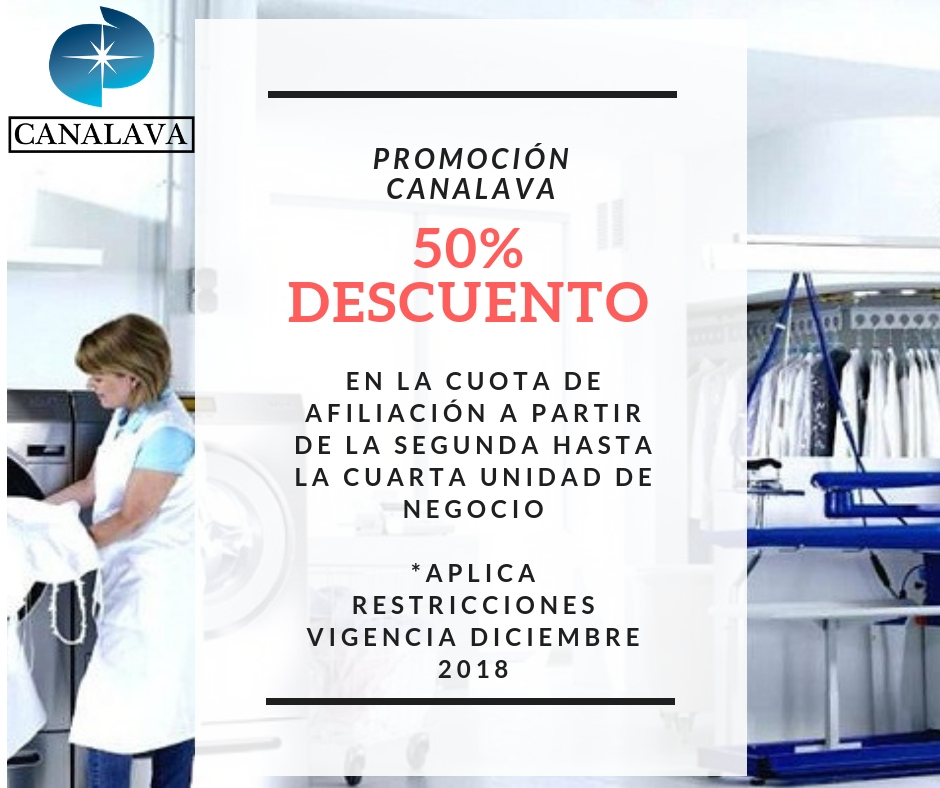 CANALAVA
PROMOCIÓN
CANALAVA
50%
DESCUENTO
EN LA CUOTA DE
AFILIACIÓN A PARTIR
DE LA SEGUNDA HASTA
LA CUARTA UNIDAD DE
NEGOCIO
*APLICA
RESTRICCIONES
VIGENCIA DICIEMBRE
2018